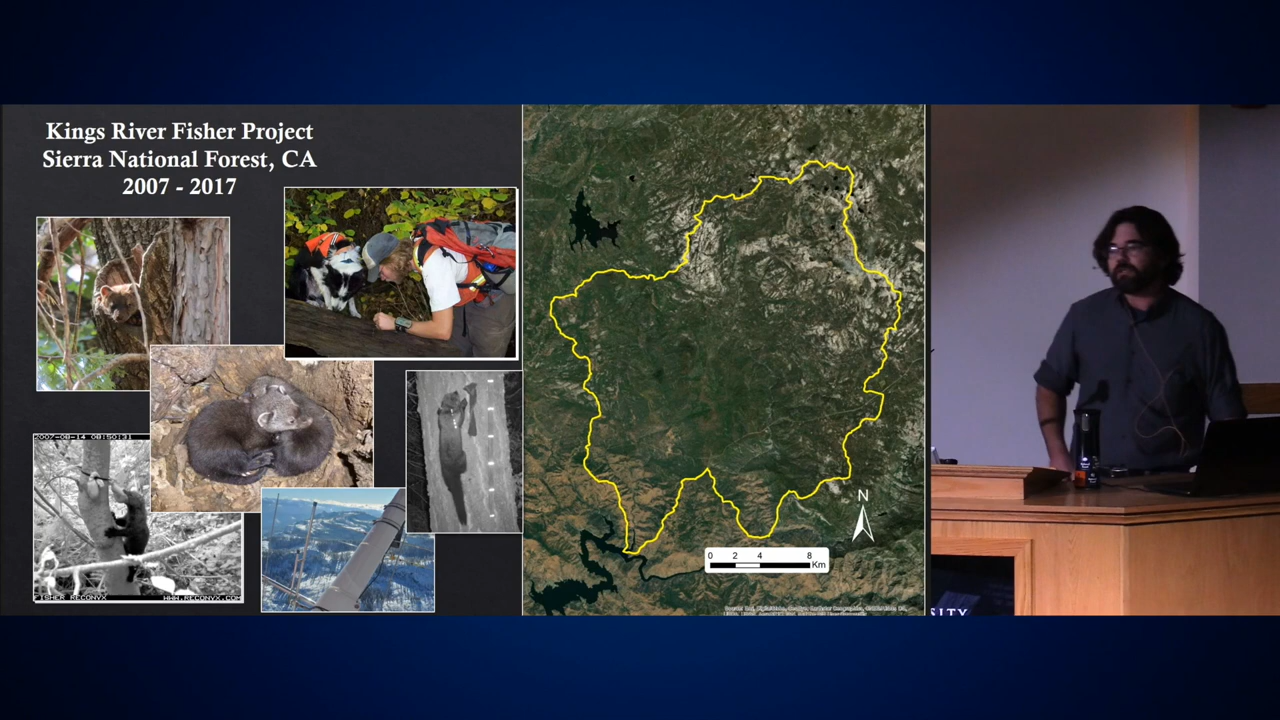 Kings River Fisher Project
Sierra National Forest, CA
2007 - 2017
2007-08-14 08:50:31
FISHER RECONYX WWW.RECONYX.COM
N
0 2 4 8
Km
SITY